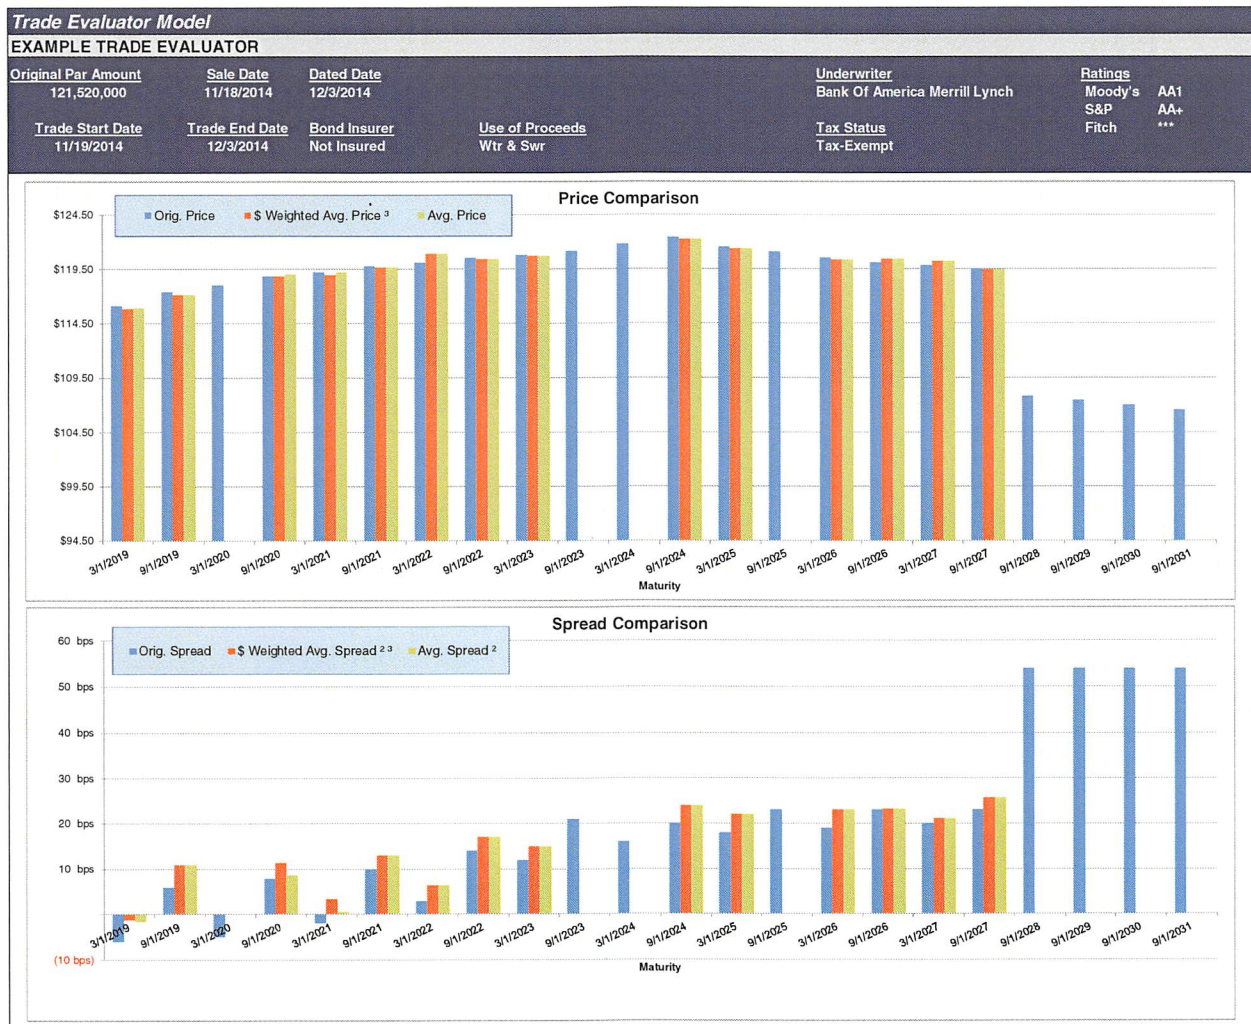 Trade Evaluator Model
EXAMPLE TRADE EVALUATOR
Original Par Amount Sale Date Dated Date Underwriter Ratings
121,520,000 11/18/2014 12/3/2014 Bank Of America Merrill Lynch Moody's AA1
S&P AA+
Trade Start Date Trade End Date Bond Insurer Use of Proceeds Tax Status Fitch ***
11/19/2014 12/3/2014 Not Insured Wtr & Swr Tax-Exempt
Price Comparison
Orig. Price $ Weighted Avg. Price ³ Avg. Price
$124.50
$119.50
$114.50
$109.50
$104.50
$99.50
$94.50
3/1/2019 9/1/2019 3/1/2020 9/1/2020 3/1/2021 9/1/2021 3/1/2022 9/1/2022 3/1/2023 9/1/2023 3/1/2024 9/1/2024 3/1/2025 9/1/2025 3/1/2026 9/1/2026 3/1/2027 9/1/2027 9/1/2028 9/1/2029 9/1/2030 9/1/2031
Maturity
Spread Comparison
60 bps
Orig. Spread $ Weighted Avg. Spread ² ³ Avg. Spread ²
50 bps
40 bps
30 bps
20 bps
10 bps
3/1/2019 9/1/2019 3/1/2020 9/1/2020 3/1/2021 9/1/2021 3/1/2022 9/1/2022 3/1/2023 9/1/2023 3/1/2024 9/1/2024 3/1/2025 9/1/2025 3/1/2026 9/1/2026 3/1/2027 9/1/2027 9/1/2028 9/1/2029 9/1/2030 9/1/2031
(10 bps)
Maturity